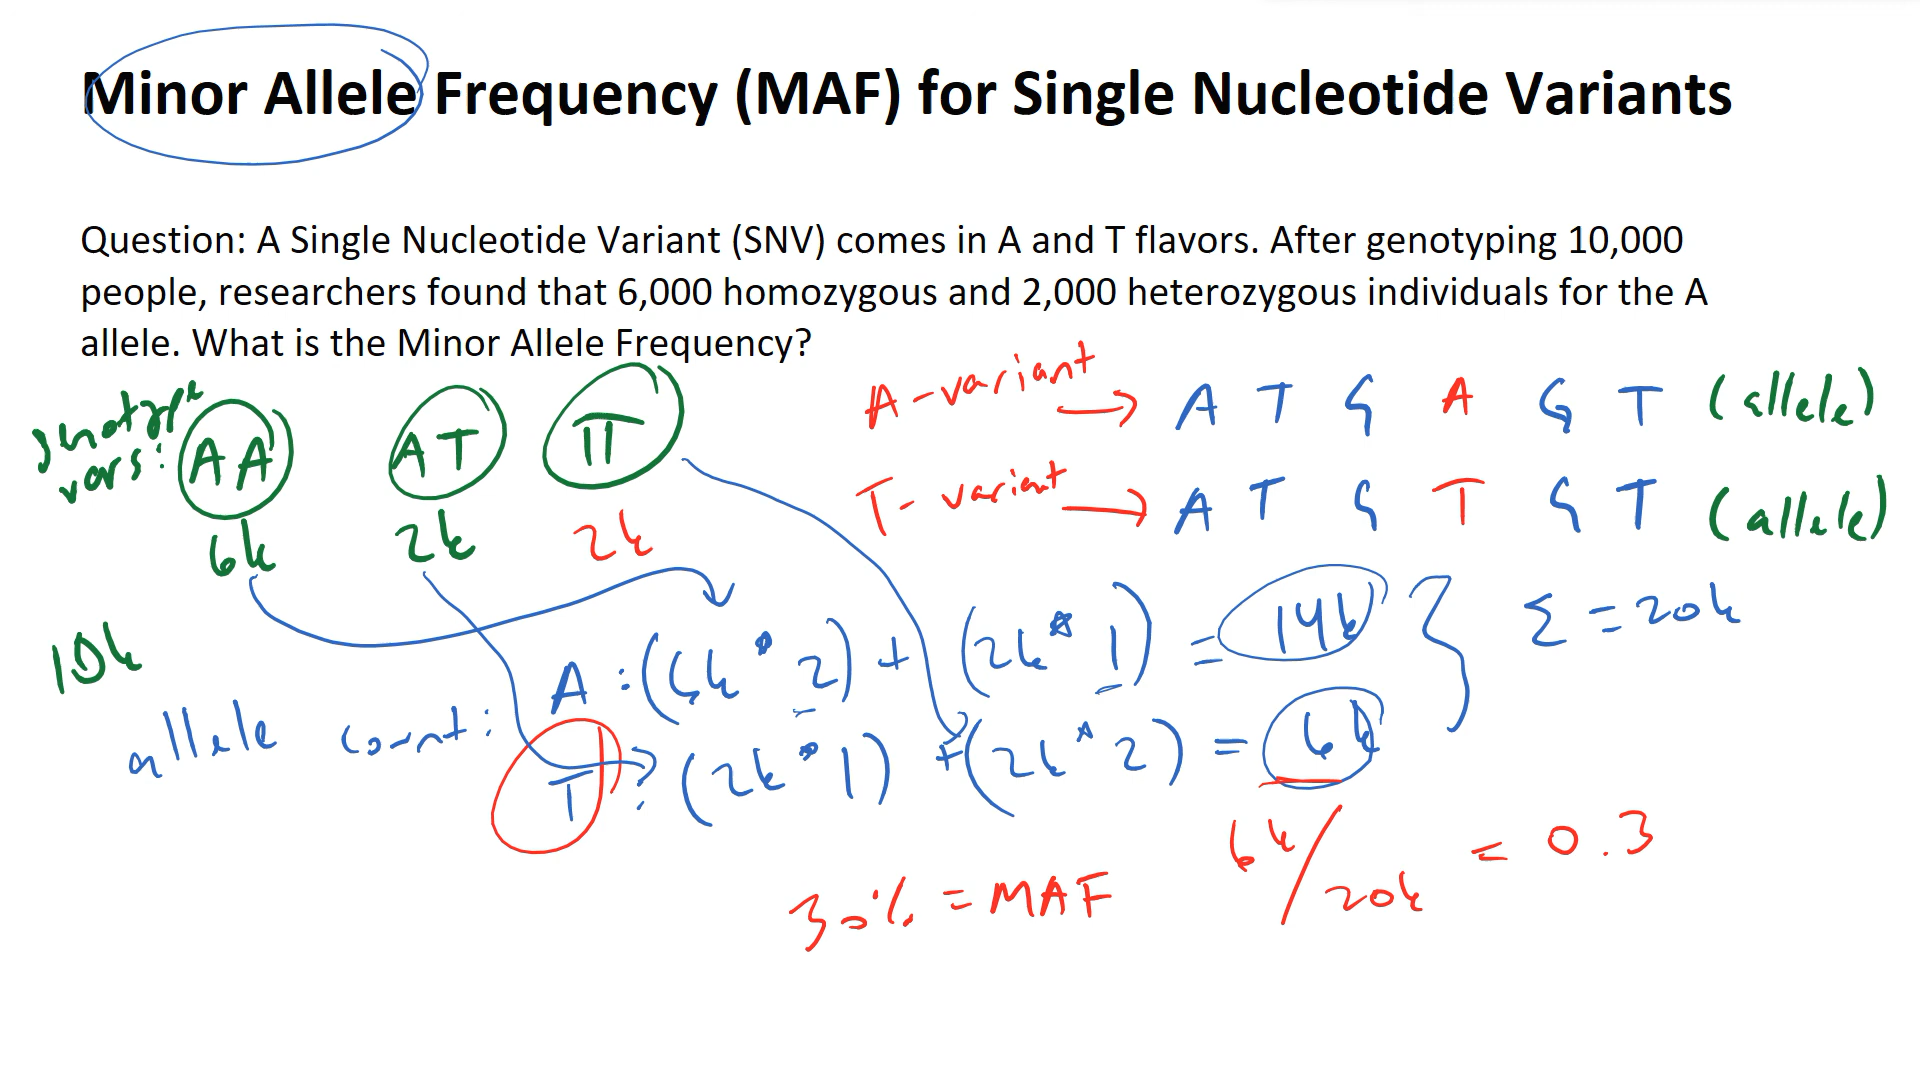 Minor Allele Frequency (MAF) for Single Nucleotide Variants
Question: A Single Nucleotide Variant (SNV) comes in A and T flavors. After genotyping 10,000
people, researchers found that 6,000 homozygous and 2,000 heterozygous individuals for the A
allele. What is the Minor Allele Frequency?
genotype
vars:
AA AT TT
6k 2k 2k
A-variant → A T G A G T (allele)
T-variant → A T G T G T (allele)
10k
allele count:
A: (6k * 2) + (2k * 1) = 14k } Σ = 20k
T: (2k * 1) + (2k * 2) = 6k
6k/20k = 0.3
30% = MAF